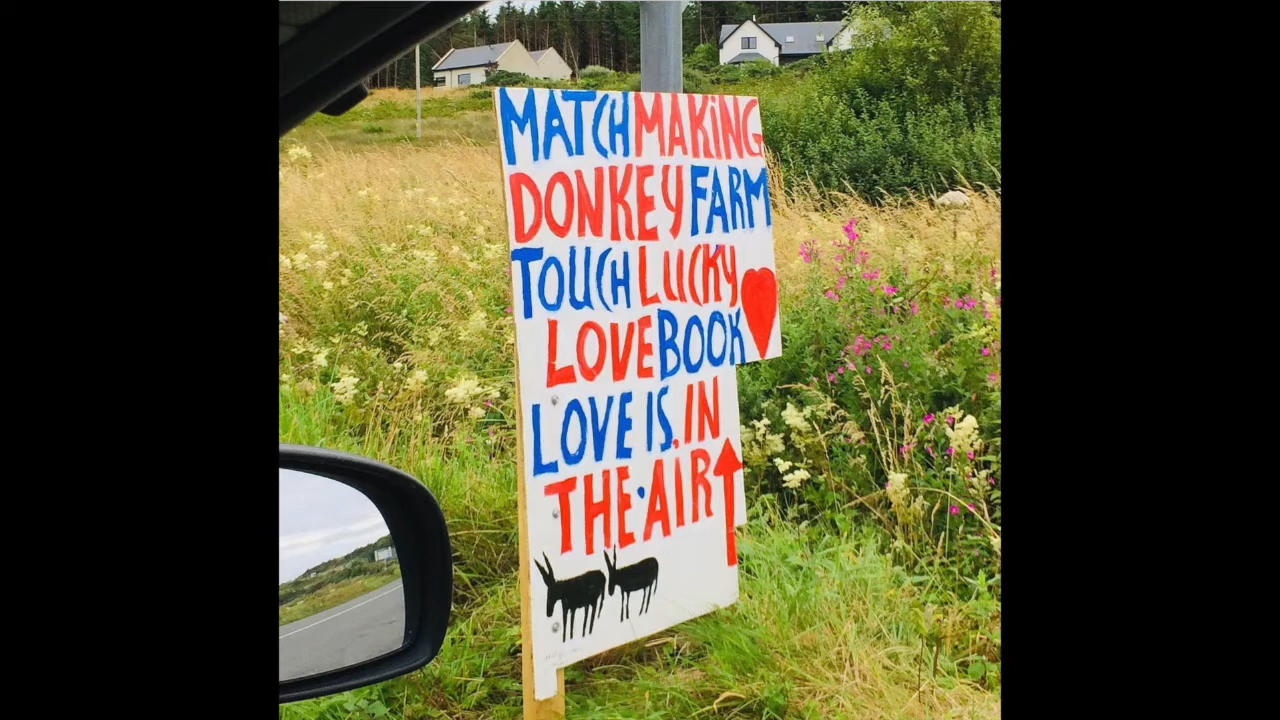 MATCHMAKiNG
DONKEY FARM
TOUCH LUCKY
LOVE BOOK
LOVE IS, IN
THE·AIR